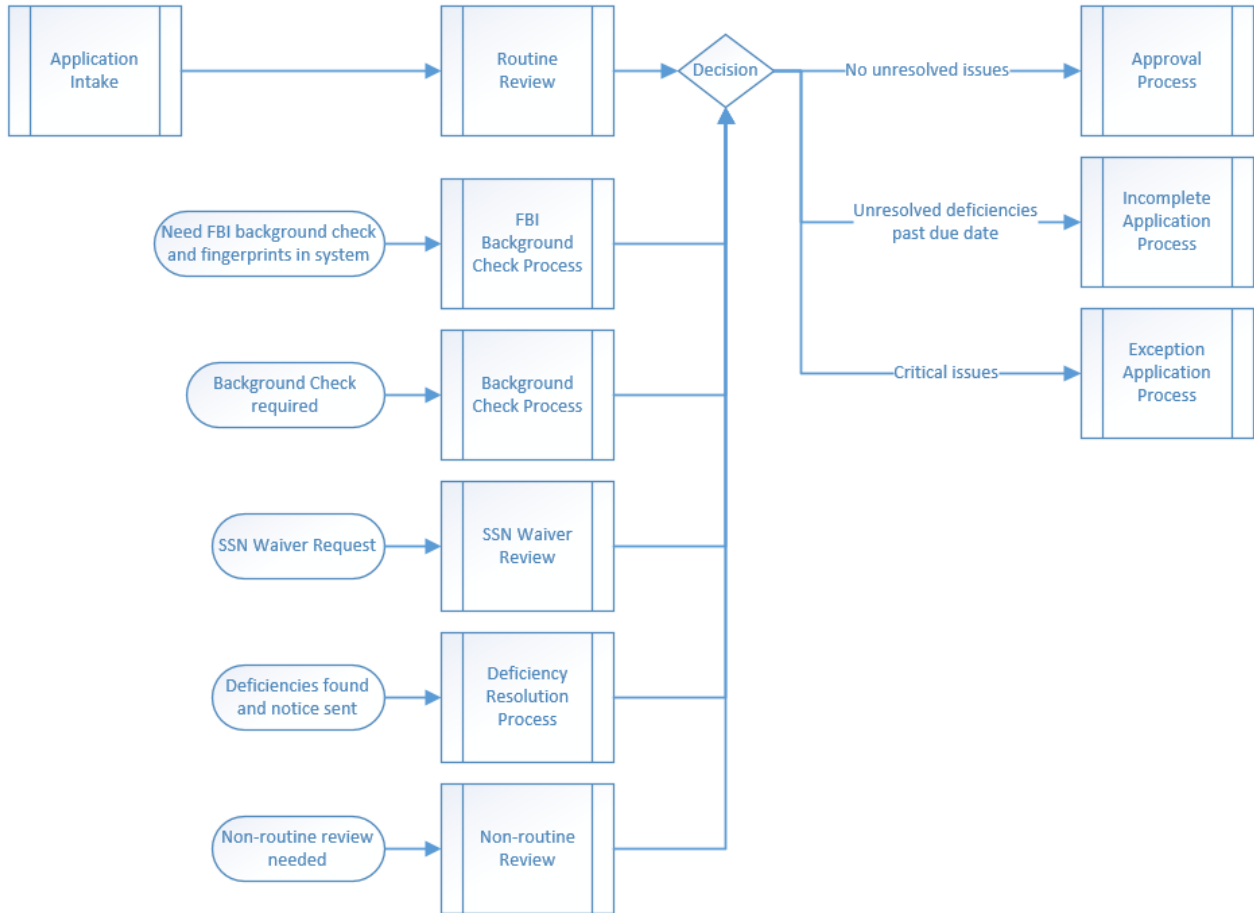 Application
Intake
Routine
Review
Decision
No unresolved issues
Approval
Process
Need FBI background check
and fingerprints in system
FBI
Background
Check Process
Unresolved deficiencies
past due date
Incomplete
Application
Process
Background Check
required
Background
Check Process
Critical issues
Exception
Application
Process
SSN Waiver Request
SSN Waiver
Review
Deficiencies found
and notice sent
Deficiency
Resolution
Process
Non-routine review
needed
Non-routine
Review